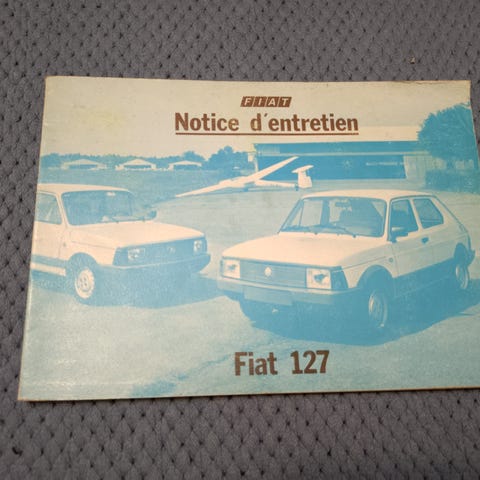 FIAT
Notice d'entretien
Fiat 127